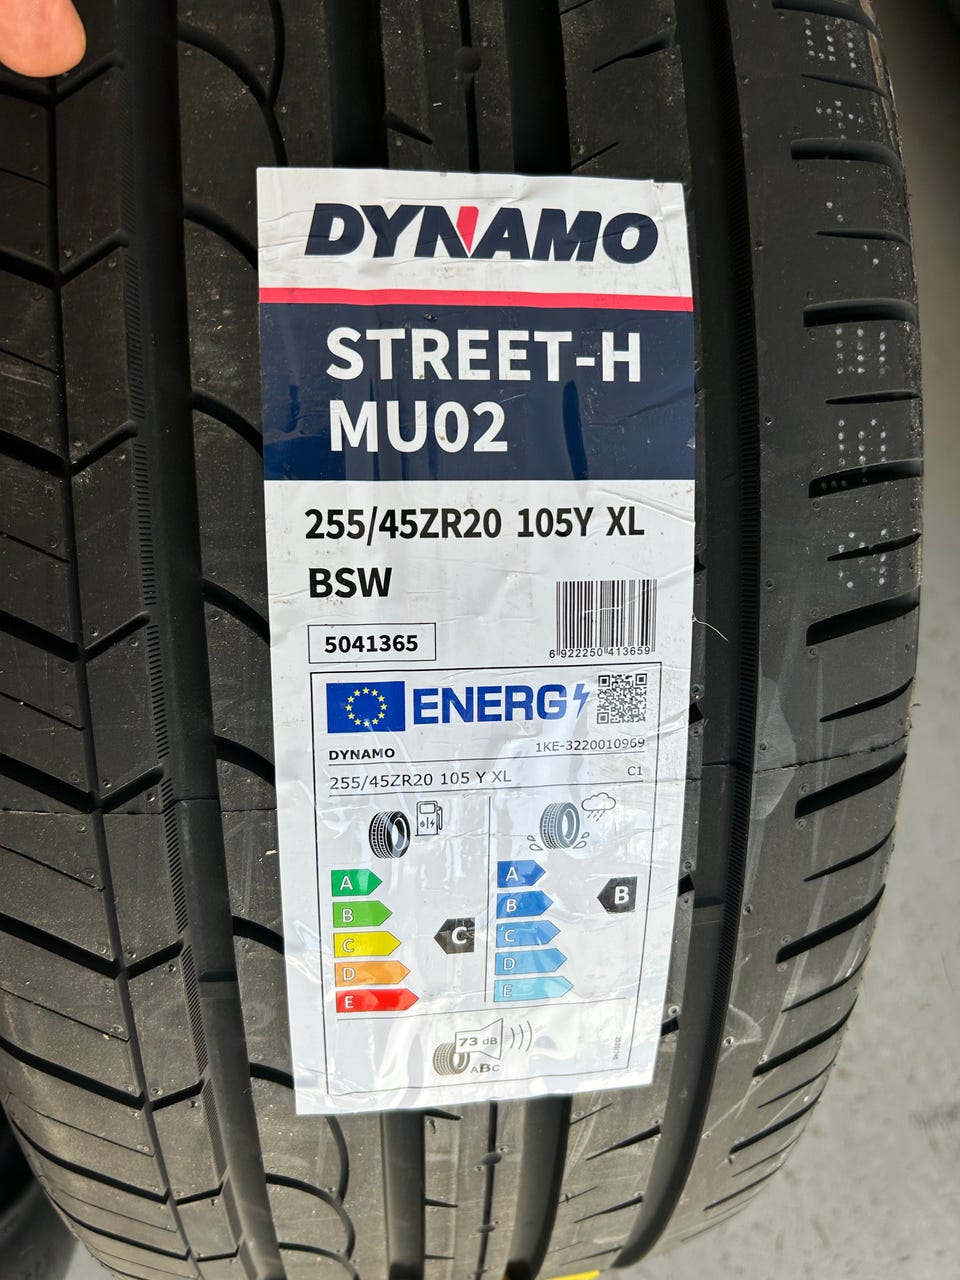 DYNAMO
STREET-H
MU02
255/45ZR20 105Y XL
BSW
5041365
6 922250 413659
ENERG
DYNAMO 1KE-3220010969
255/45ZR20 105 Y XL C1
A
B
C
D
E
C
A
B
C
D
E
B
73 dB
ABC